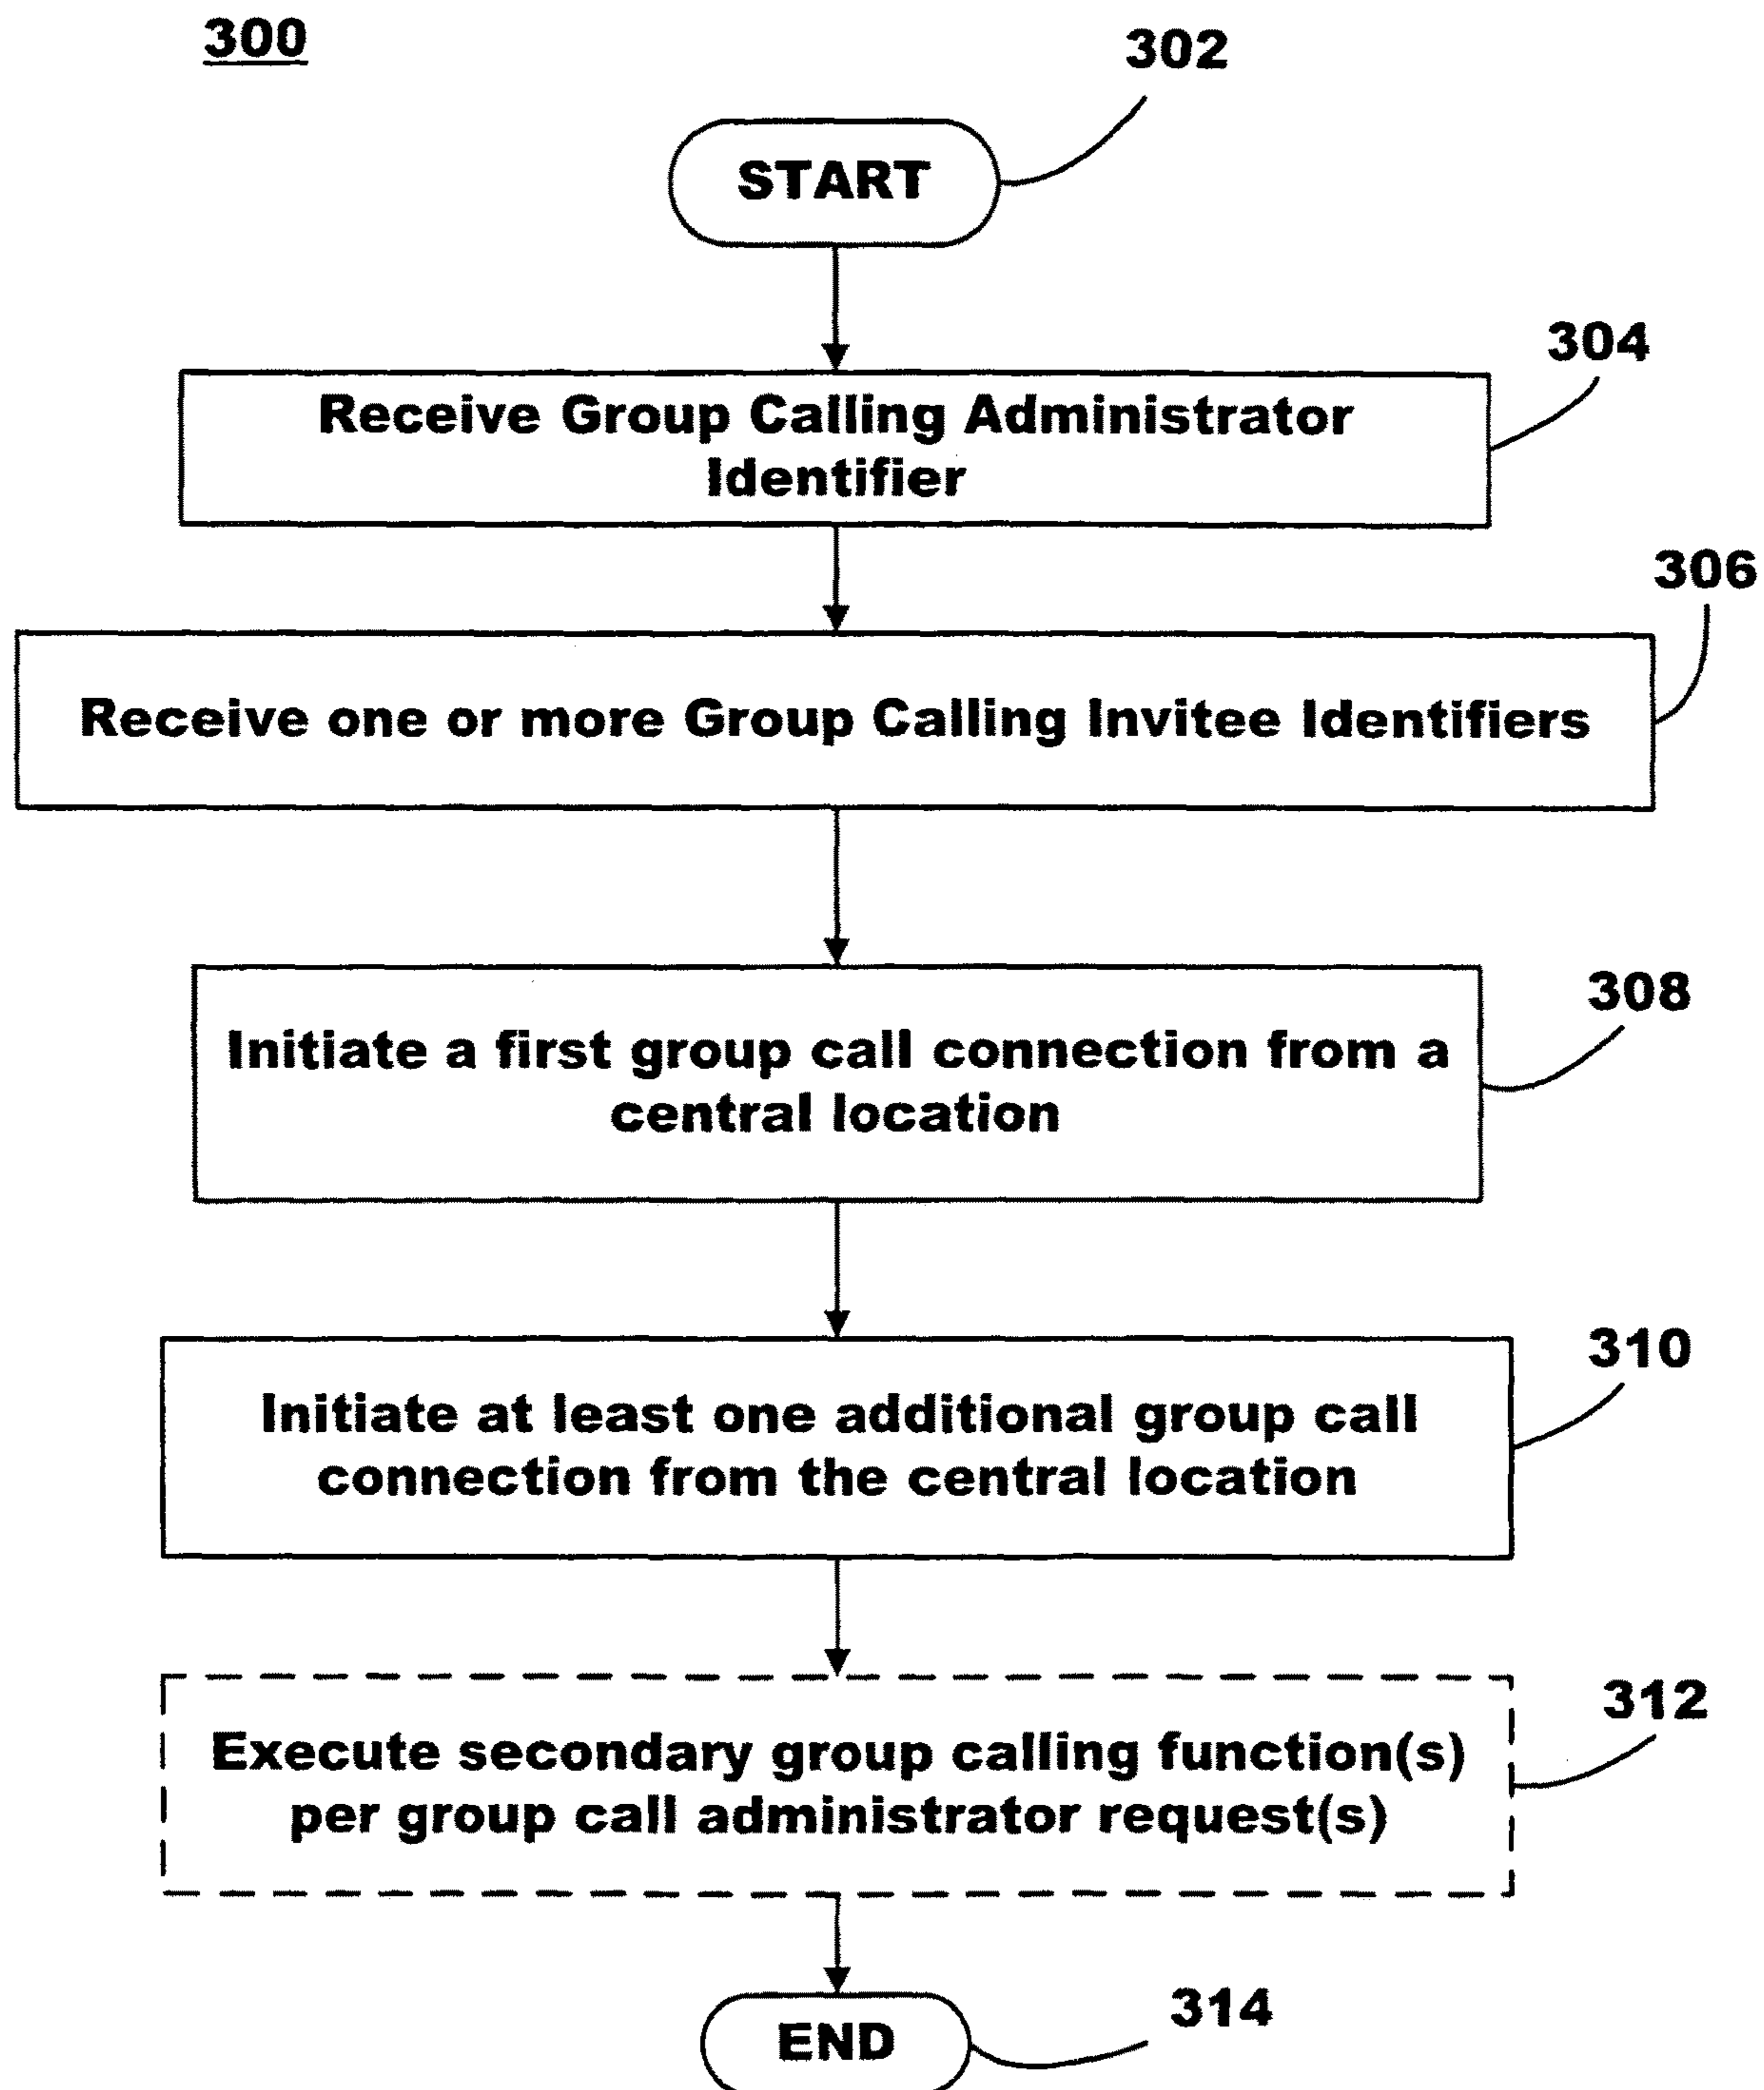 300
302
START
304
Receive Group Calling Administrator
Identifier
306
Receive one or more Group Calling Invitee Identifiers
308
Initiate a first group call connection from a
central location
310
Initiate at least one additional group call
connection from the central location
312
Execute secondary group calling function(s)
per group call administrator request(s)
314
END